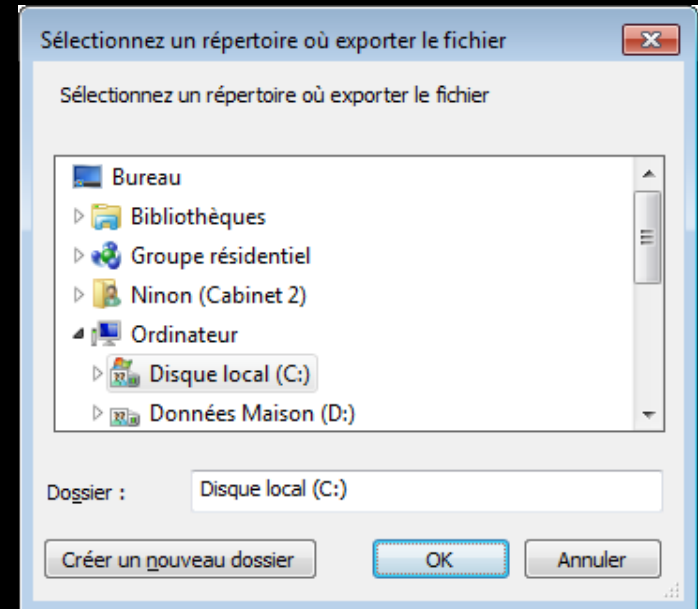 Sélectionnez un répertoire où exporter le fichier
Sélectionnez un répertoire où exporter le fichier
Bureau
Bibliothèques
Groupe résidentiel
Ninon (Cabinet 2)
Ordinateur
Disque local (C:)
Données Maison (D:)
Dossier : Disque local (C:)
Créer un nouveau dossier OK Annuler